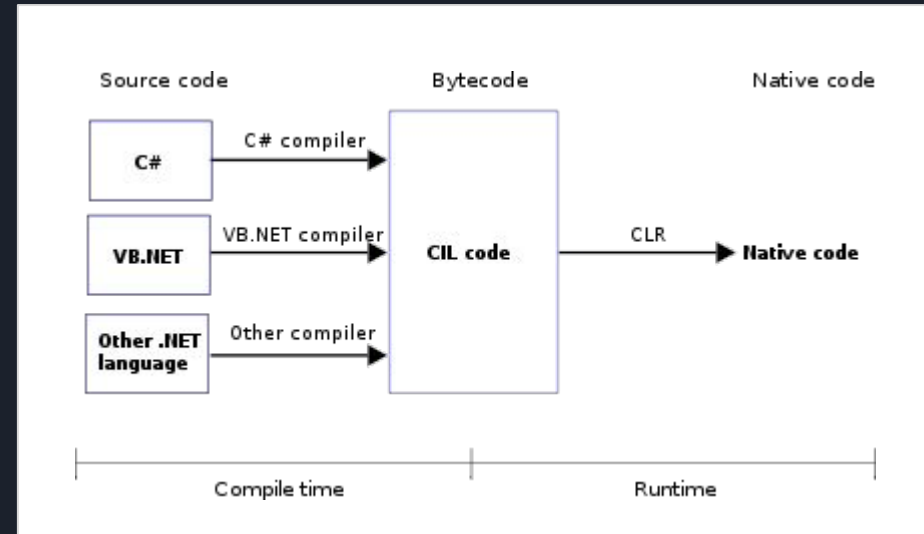 Source code
Bytecode
Native code
C#
C# compiler
VB.NET
VB.NET compiler
CIL code
CLR
Native code
Other .NET
language
Other compiler
Compile time
Runtime